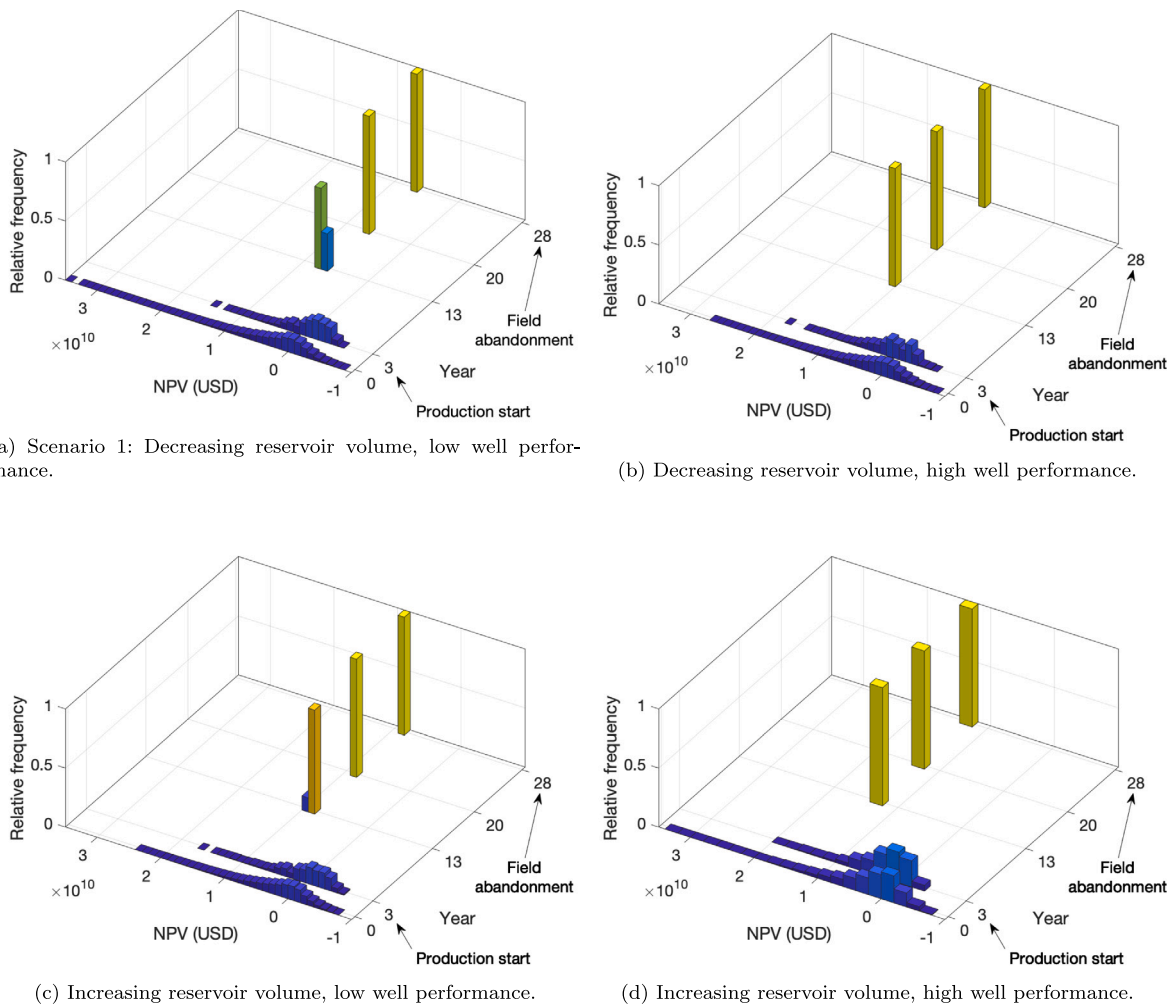 Relative frequency
1
0.5
0
3
2
1
0
-1
×10^10
NPV (USD)
0
3
13
20
28
Year
Field
abandonment
Production start
a) Scenario 1: Decreasing reservoir volume, low well perfor-
mance.
Relative frequency
1
0.5
0
3
2
1
0
-1
×10^10
NPV (USD)
0
3
13
20
28
Year
Field
abandonment
Production start
(b) Decreasing reservoir volume, high well performance.
Relative frequency
1
0.5
0
3
2
1
0
-1
×10^10
NPV (USD)
0
3
13
20
28
Year
Field
abandonment
Production start
(c) Increasing reservoir volume, low well performance.
Relative frequency
1
0.5
0
3
2
1
0
-1
×10^10
NPV (USD)
0
3
13
20
28
Year
Field
abandonment
Production start
(d) Increasing reservoir volume, high well performance.